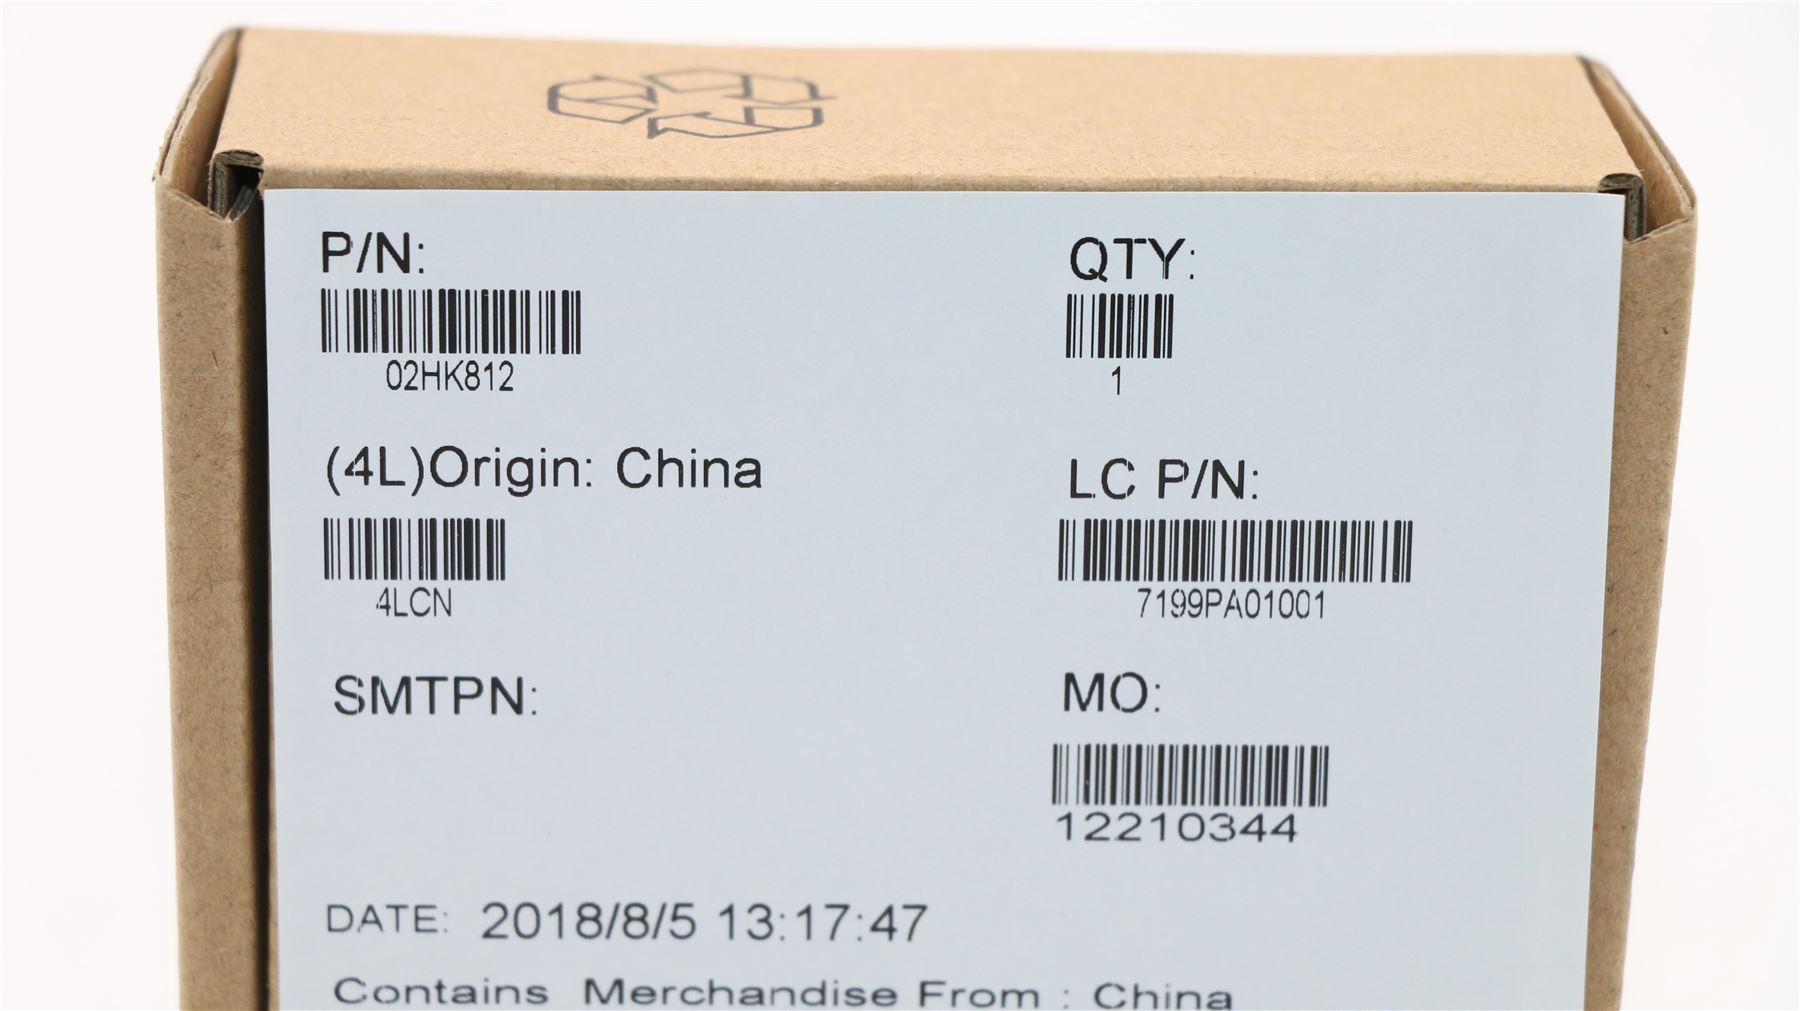 P/N:
02HK812
QTY:
1
(4L)Origin: China
4LCN
LC P/N:
7199PA01001
SMTPN:
MO:
12210344
DATE: 2018/8/5 13:17:47
Contains Merchandise From : China